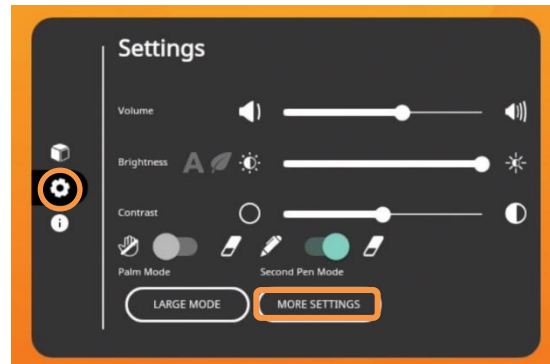 Settings
Volume
Brightness A
Contrast
Palm Mode Second Pen Mode
LARGE MODE MORE SETTINGS